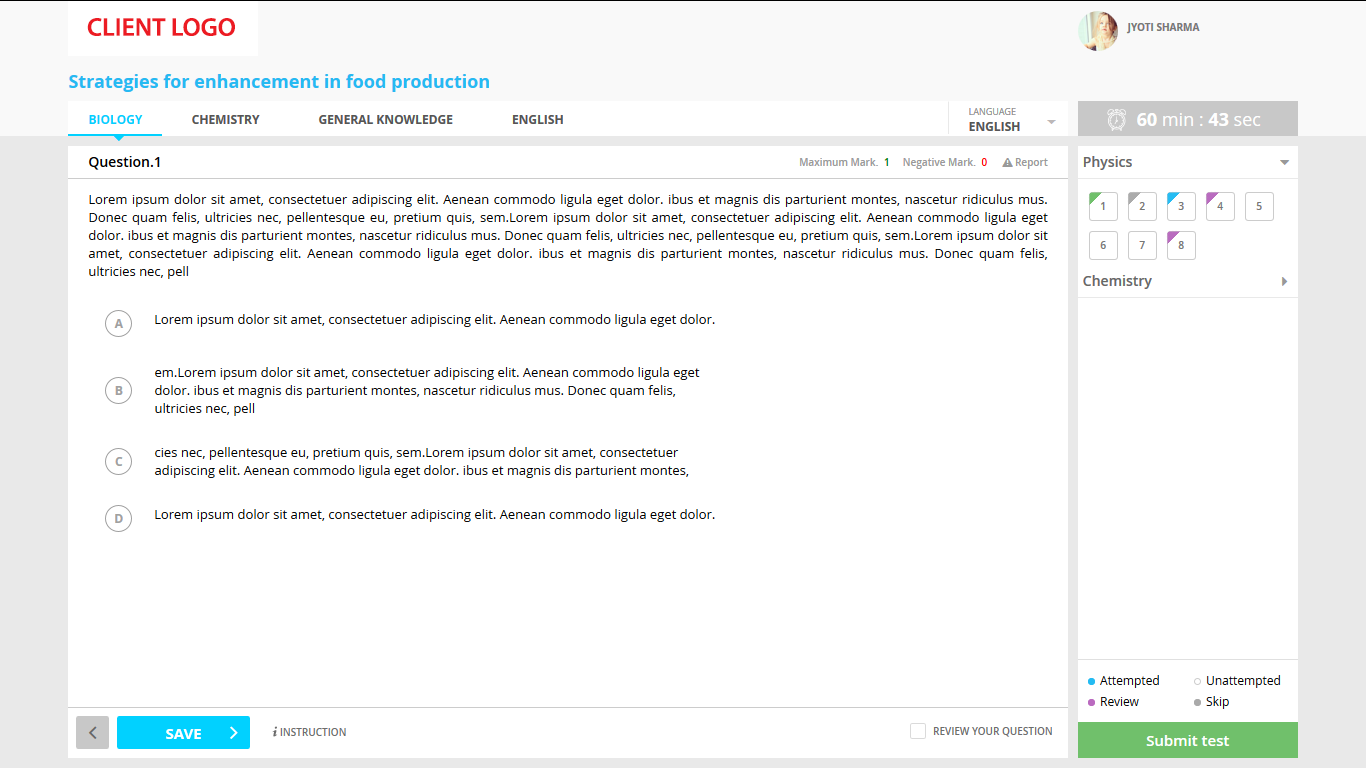 CLIENT LOGO
JYOTI SHARMA
Strategies for enhancement in food production
BIOLOGY CHEMISTRY GENERAL KNOWLEDGE ENGLISH
LANGUAGE
ENGLISH
60 min : 43 sec
Question.1
Maximum Mark. 1 Negative Mark. 0 Report
Lorem ipsum dolor sit amet, consectetuer adipiscing elit. Aenean commodo ligula eget dolor. ibus et magnis dis parturient montes, nascetur ridiculus mus.
Donec quam felis, ultricies nec, pellentesque eu, pretium quis, sem.Lorem ipsum dolor sit amet, consectetuer adipiscing elit. Aenean commodo ligula eget
dolor. ibus et magnis dis parturient montes, nascetur ridiculus mus. Donec quam felis, ultricies nec, pellentesque eu, pretium quis, sem.Lorem ipsum dolor sit
amet, consectetuer adipiscing elit. Aenean commodo ligula eget dolor. ibus et magnis dis parturient montes, nascetur ridiculus mus. Donec quam felis,
ultricies nec, pell
A Lorem ipsum dolor sit amet, consectetuer adipiscing elit. Aenean commodo ligula eget dolor.
em.Lorem ipsum dolor sit amet, consectetuer adipiscing elit. Aenean commodo ligula eget
B dolor. ibus et magnis dis parturient montes, nascetur ridiculus mus. Donec quam felis,
ultricies nec, pell
C cies nec, pellentesque eu, pretium quis, sem.Lorem ipsum dolor sit amet, consectetuer
adipiscing elit. Aenean commodo ligula eget dolor. ibus et magnis dis parturient montes,
D Lorem ipsum dolor sit amet, consectetuer adipiscing elit. Aenean commodo ligula eget dolor.
SAVE
i INSTRUCTION
REVIEW YOUR QUESTION
Physics
1 2 3 4 5
6 7 8
Chemistry
Attempted Unattempted
Review Skip
Submit test